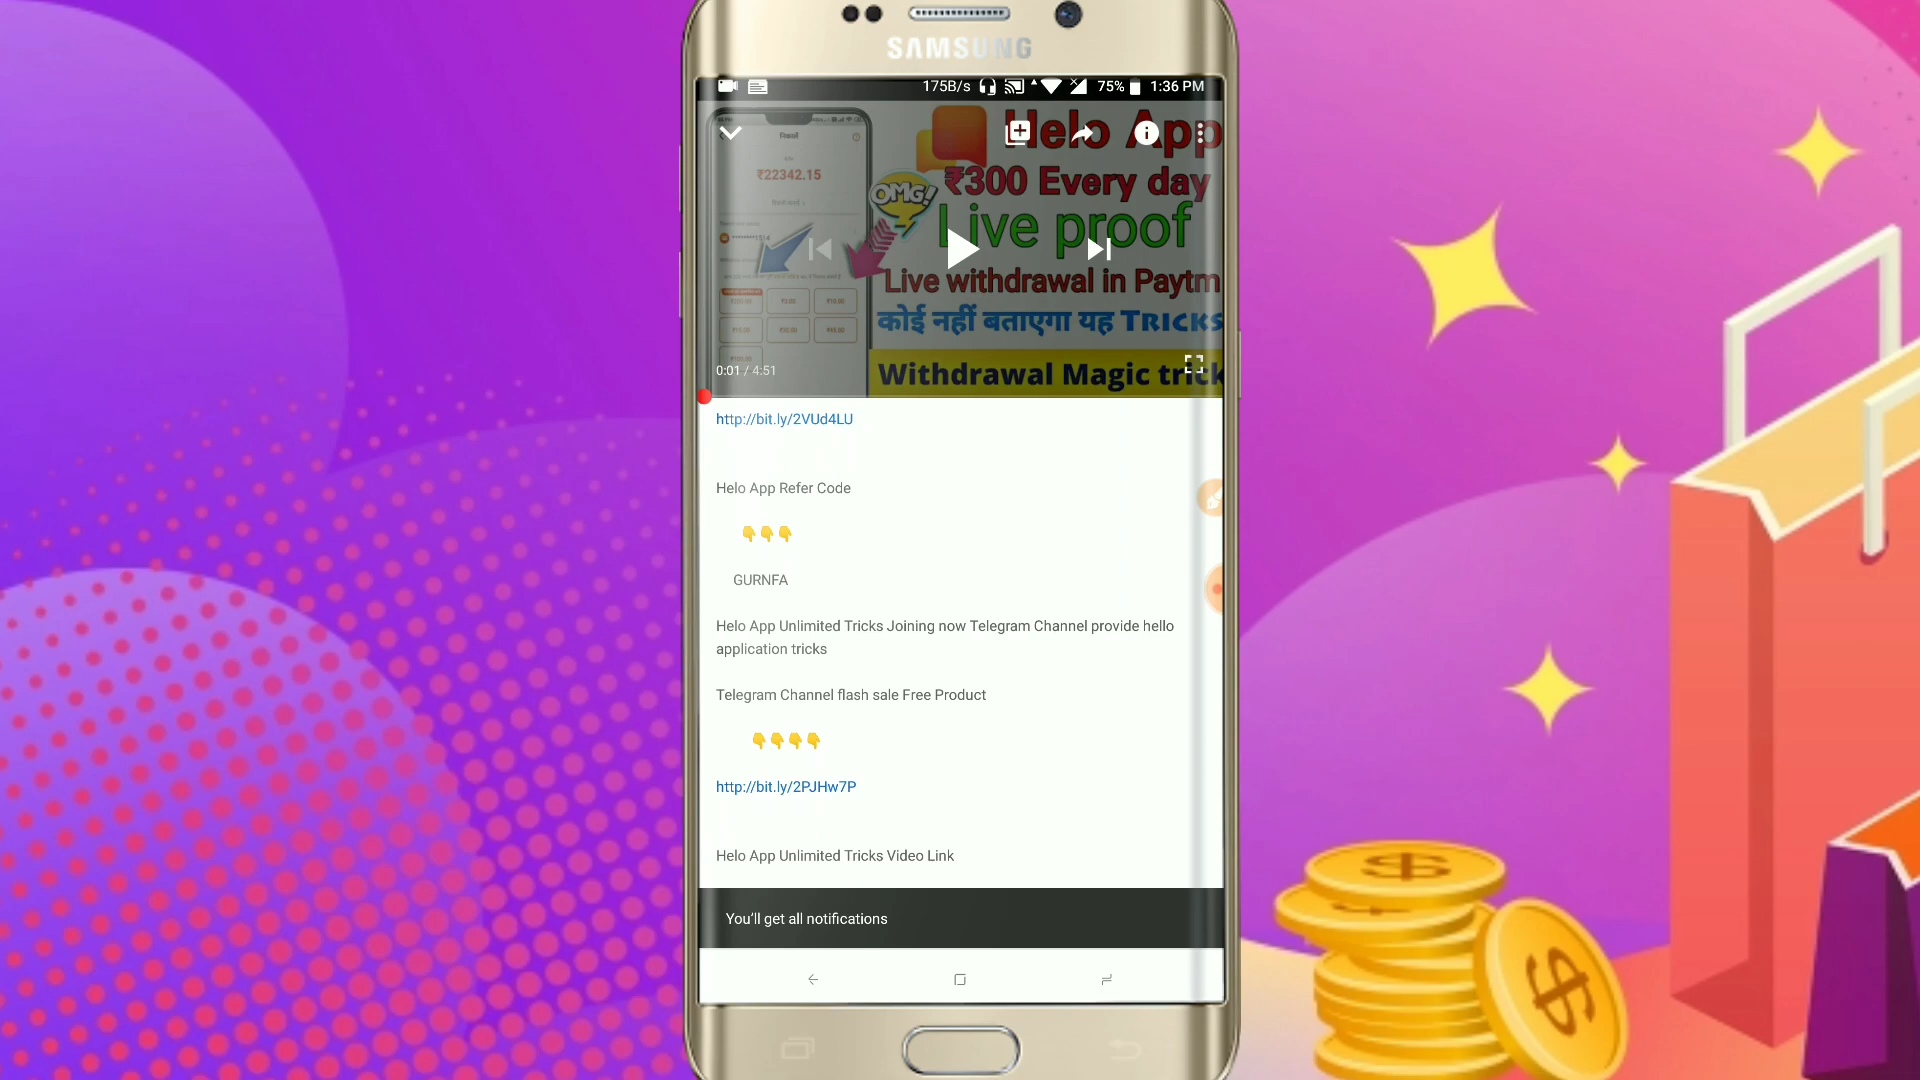 SAMSUNG
175B/s 75% 1:36 PM
Helo App
₹22342.15
OMG!
₹300 Every day
Live proof
Live withdrawal in Paytm
कोई नहीं बताएगा यह TRICKS
Withdrawal Magic trick
0:01 / 4:51
http://bit.ly/2VUd4LU
Helo App Refer Code
👇👇👇
GURNFA
Helo App Unlimited Tricks Joining now Telegram Channel provide hello
application tricks
Telegram Channel flash sale Free Product
👇👇👇👇
http://bit.ly/2PJHw7P
Helo App Unlimited Tricks Video Link
You'll get all notifications